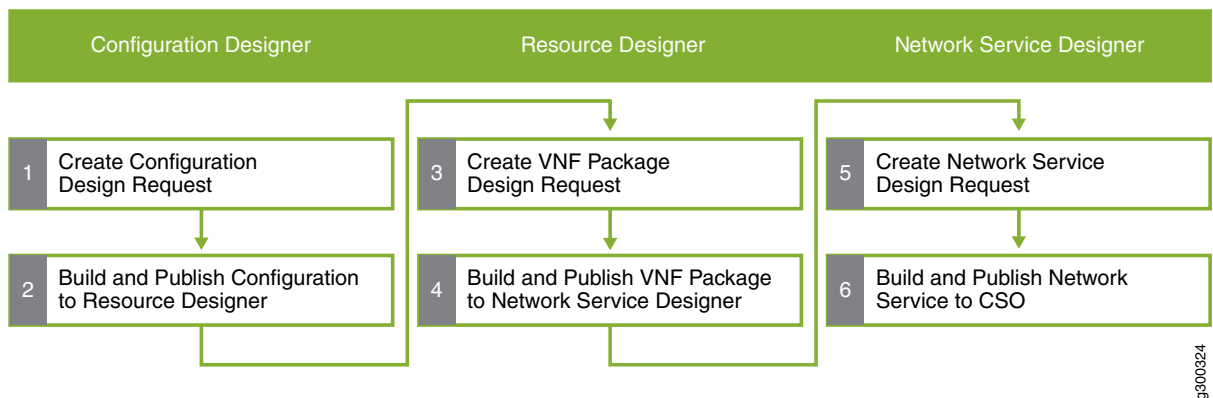 Configuration Designer
Resource Designer
Network Service Designer
1
Create Configuration
Design Request
2
Build and Publish Configuration
to Resource Designer
3
Create VNF Package
Design Request
4
Build and Publish VNF Package
to Network Service Designer
5
Create Network Service
Design Request
6
Build and Publish Network
Service to CSO
g300324